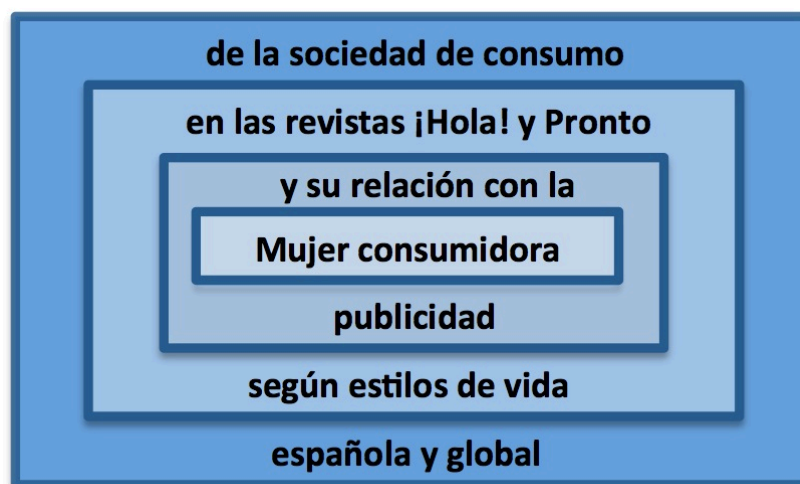 de la sociedad de consumo
en las revistas ¡Hola! y Pronto
y su relación con la
Mujer consumidora
publicidad
según estilos de vida
española y global